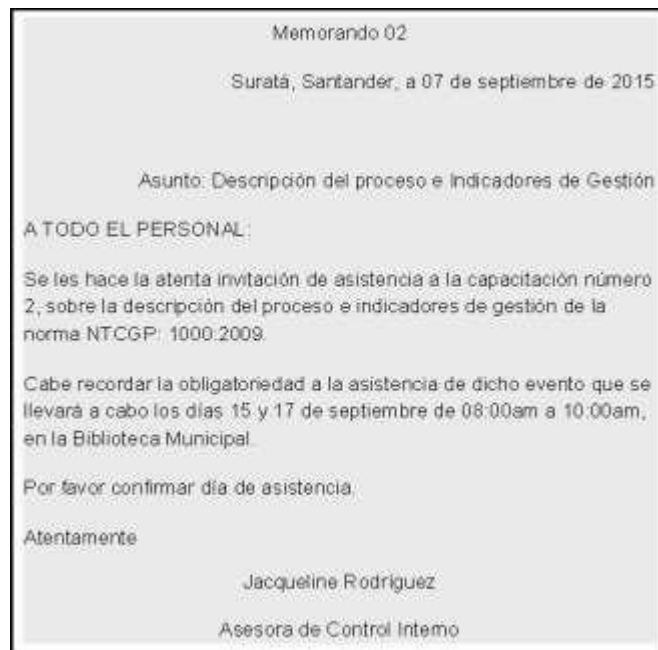 Memorando 02
Suratá, Santander, a 07 de septiembre de 2015
Asunto: Descripción del proceso e Indicadores de Gestión
A TODO EL PERSONAL:
Se les hace la atenta invitación de asistencia a la capacitación número
2, sobre la descripción del proceso e indicadores de gestión de la
norma NTCGP: 1000:2009.
Cabe recordar la obligatoriedad a la asistencia de dicho evento que se
llevará a cabo los días 15 y 17 de septiembre de 08:00am a 10:00am,
en la Biblioteca Municipal.
Por favor confirmar día de asistencia.
Atentamente
Jacqueline Rodríguez
Asesora de Control Interno